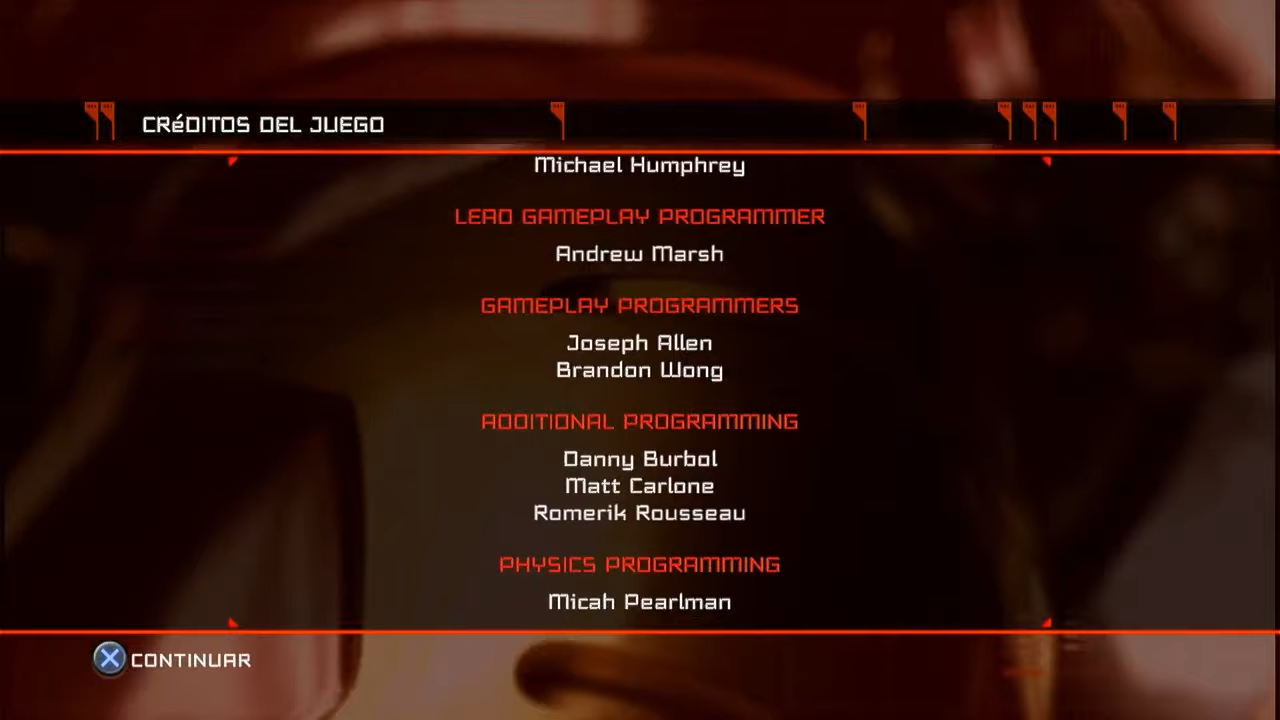 CRéDITOS DEL JUEGO
Michael Humphrey
LEAD GAMEPLAY PROGRAMMER
Andrew Marsh
GAMEPLAY PROGRAMMERS
Joseph Allen
Brandon Wong
ADDITIONAL PROGRAMMING
Danny Burbol
Matt Carlone
Romerik Rousseau
PHYSICS PROGRAMMING
Micah Pearlman
CONTINUAR